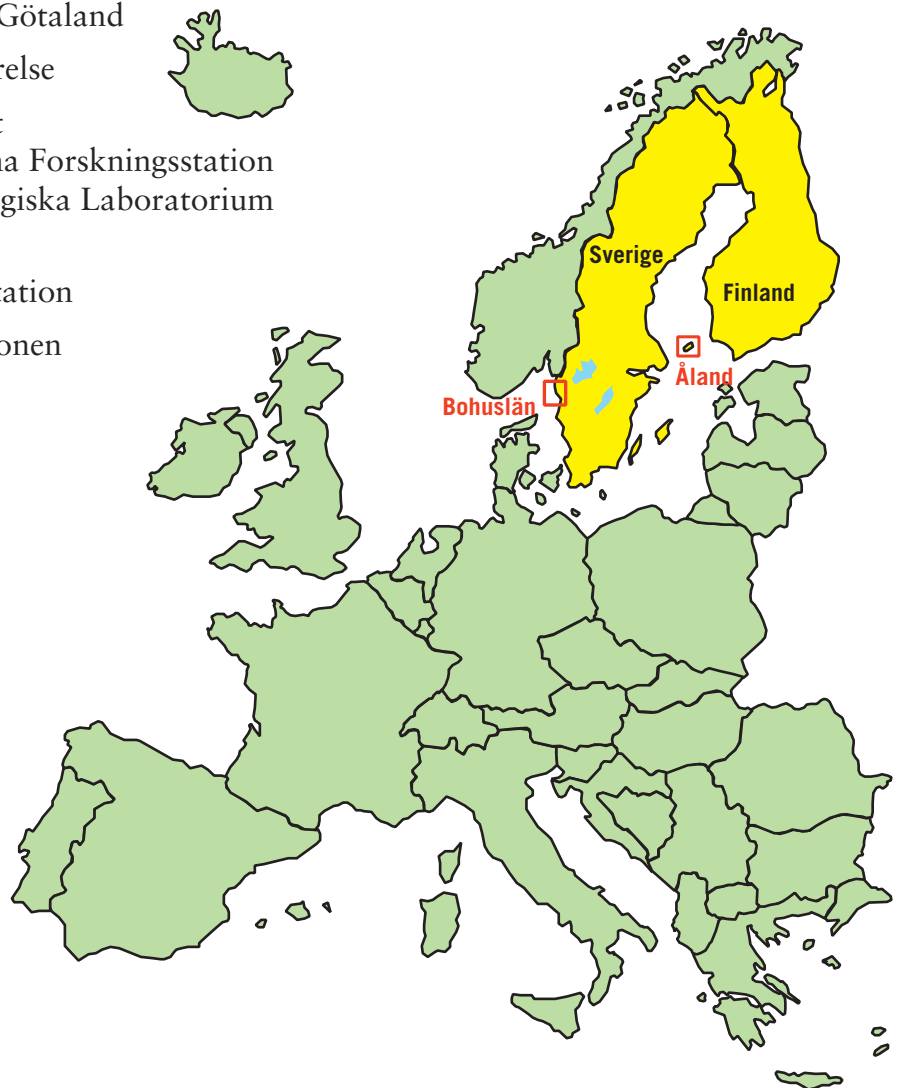 Götaland
relse
t
na Forskningsstation
giska Laboratorium
tation
onen
Sverige
Finland
Åland
Bohuslän